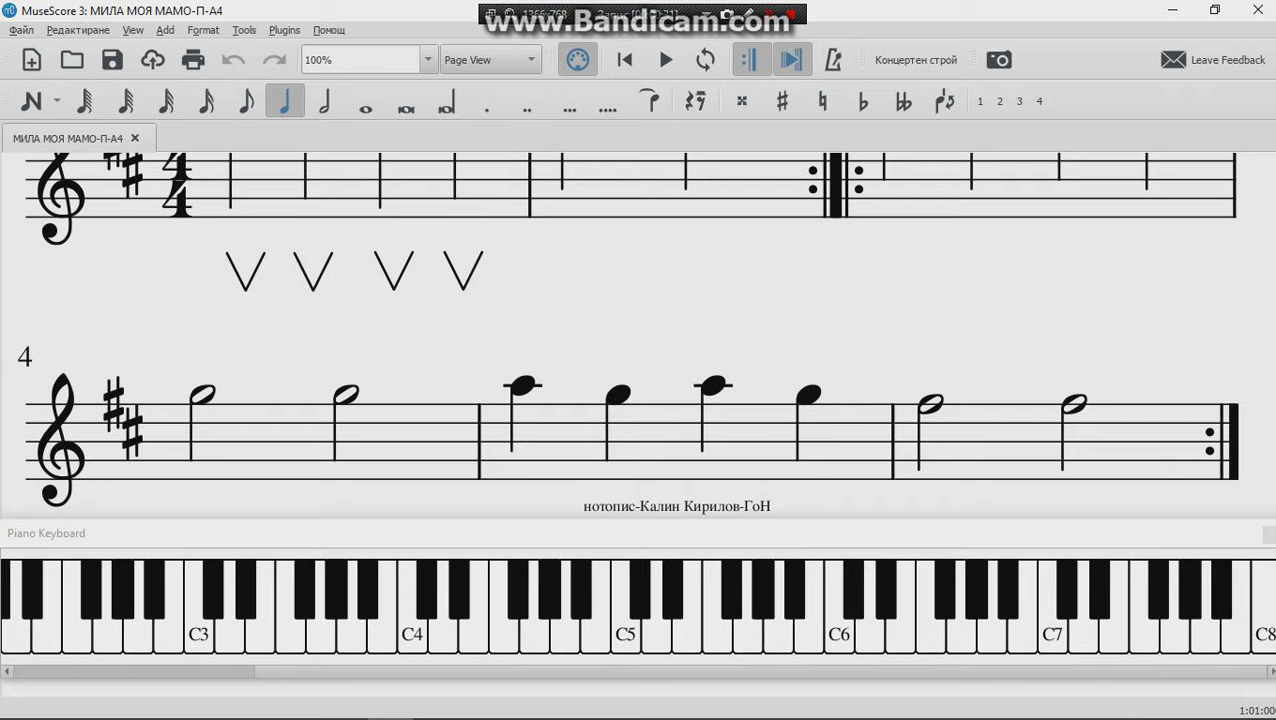 MuseScore 3: МИЛА МОЯ МАМО-П-А4
www.Bandicam.com
Файл Редактиране View Add Format Tools Plugins Помощ
100% Page View Концертен строй Leave Feedback
1 2 3 4
МИЛА МОЯ МАМО-П-А4
4
4
4
нотопис-Калин Кирилов-ГоН
Piano Keyboard
C3 C4 C5 C6 C7 C8
1:01:00